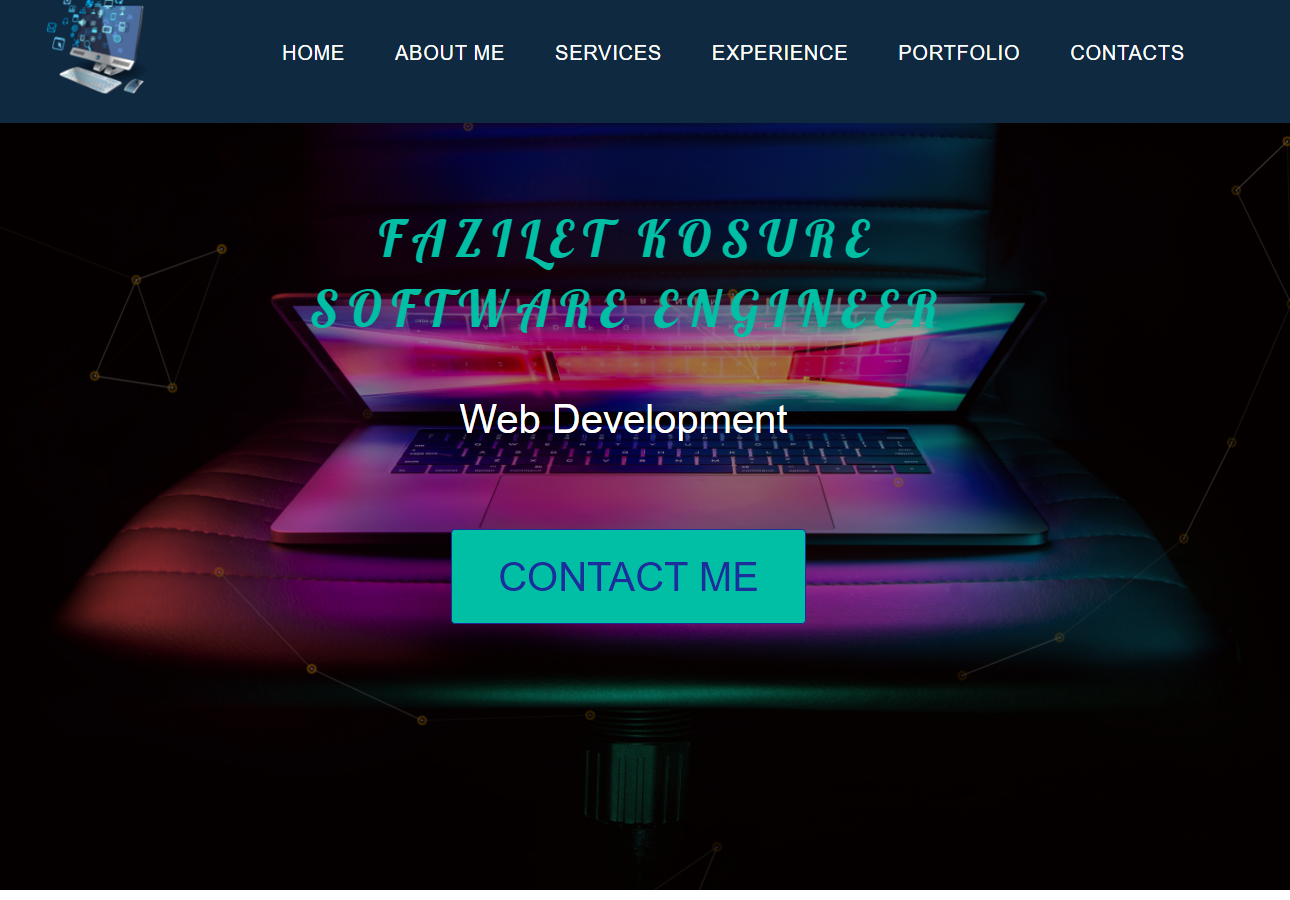 HOME ABOUT ME SERVICES EXPERIENCE PORTFOLIO CONTACTS
FAZILET KOSURE
SOFTWARE ENGINEER
Web Development
CONTACT ME